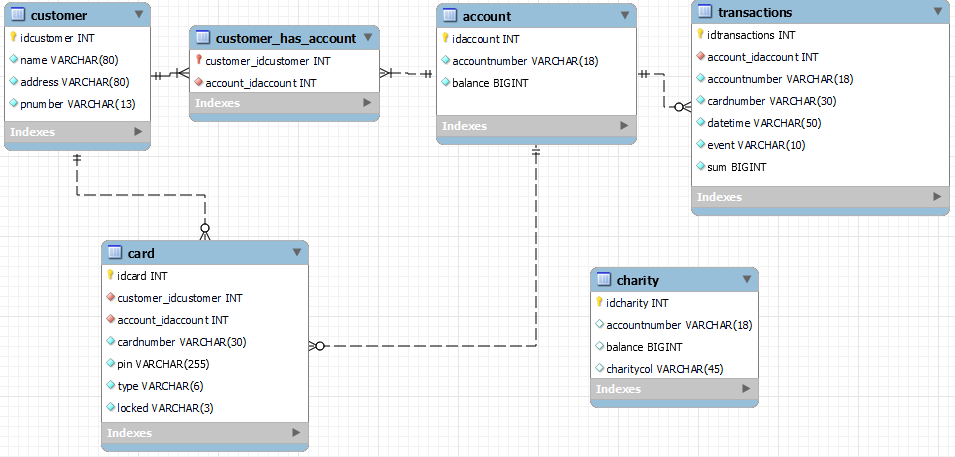 customer
idcustomer INT
name VARCHAR(80)
address VARCHAR(80)
pnumber VARCHAR(13)
Indexes
customer_has_account
customer_idcustomer INT
account_idaccount INT
Indexes
account
idaccount INT
accountnumber VARCHAR(18)
balance BIGINT
Indexes
transactions
idtransactions INT
account_idaccount INT
accountnumber VARCHAR(18)
cardnumber VARCHAR(30)
datetime VARCHAR(50)
event VARCHAR(10)
sum BIGINT
Indexes
card
idcard INT
customer_idcustomer INT
account_idaccount INT
cardnumber VARCHAR(30)
pin VARCHAR(255)
type VARCHAR(6)
locked VARCHAR(3)
Indexes
charity
idcharity INT
accountnumber VARCHAR(18)
balance BIGINT
charitycol VARCHAR(45)
Indexes